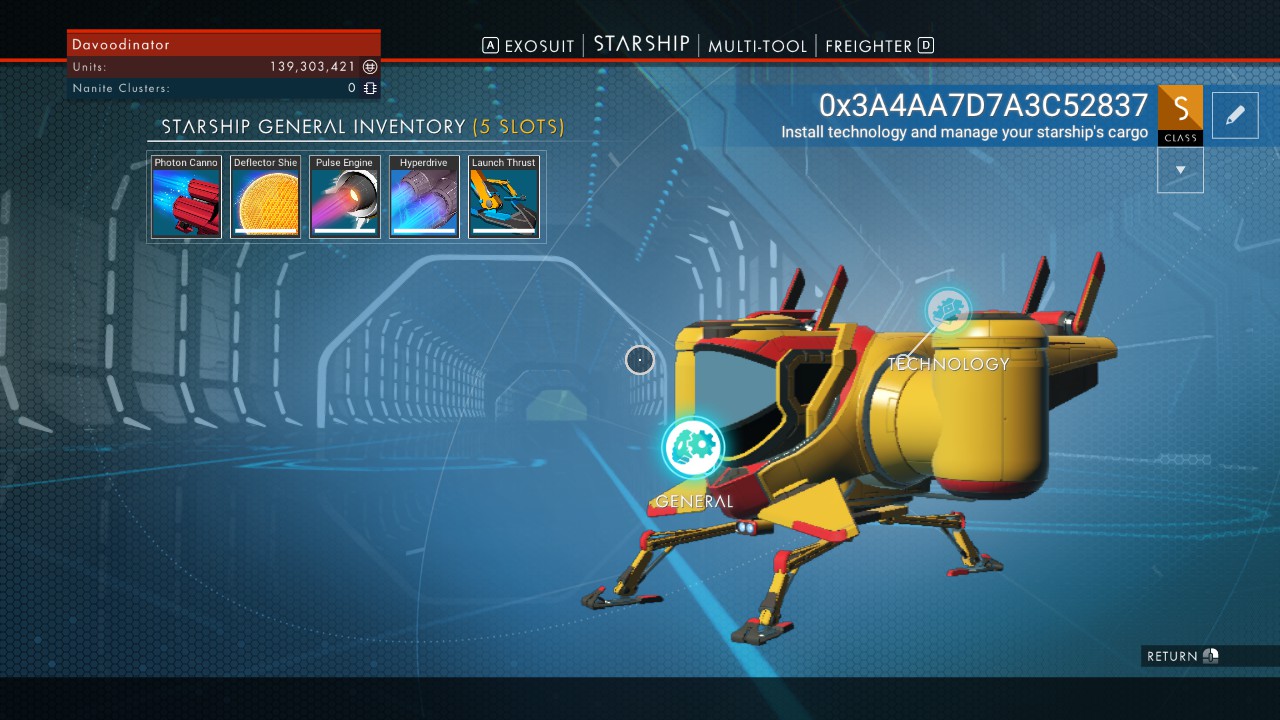 Davoodinator
Units: 139,303,421
Nanite Clusters: 0
A EXOSUIT STARSHIP MULTI-TOOL FREIGHTER D
0x3A4AA7D7A3C52837
Install technology and manage your starship's cargo
S
CLASS
STARSHIP GENERAL INVENTORY (5 SLOTS)
Photon Canno Deflector Shie Pulse Engine Hyperdrive Launch Thrust
TECHNOLOGY
GENERAL
RETURN